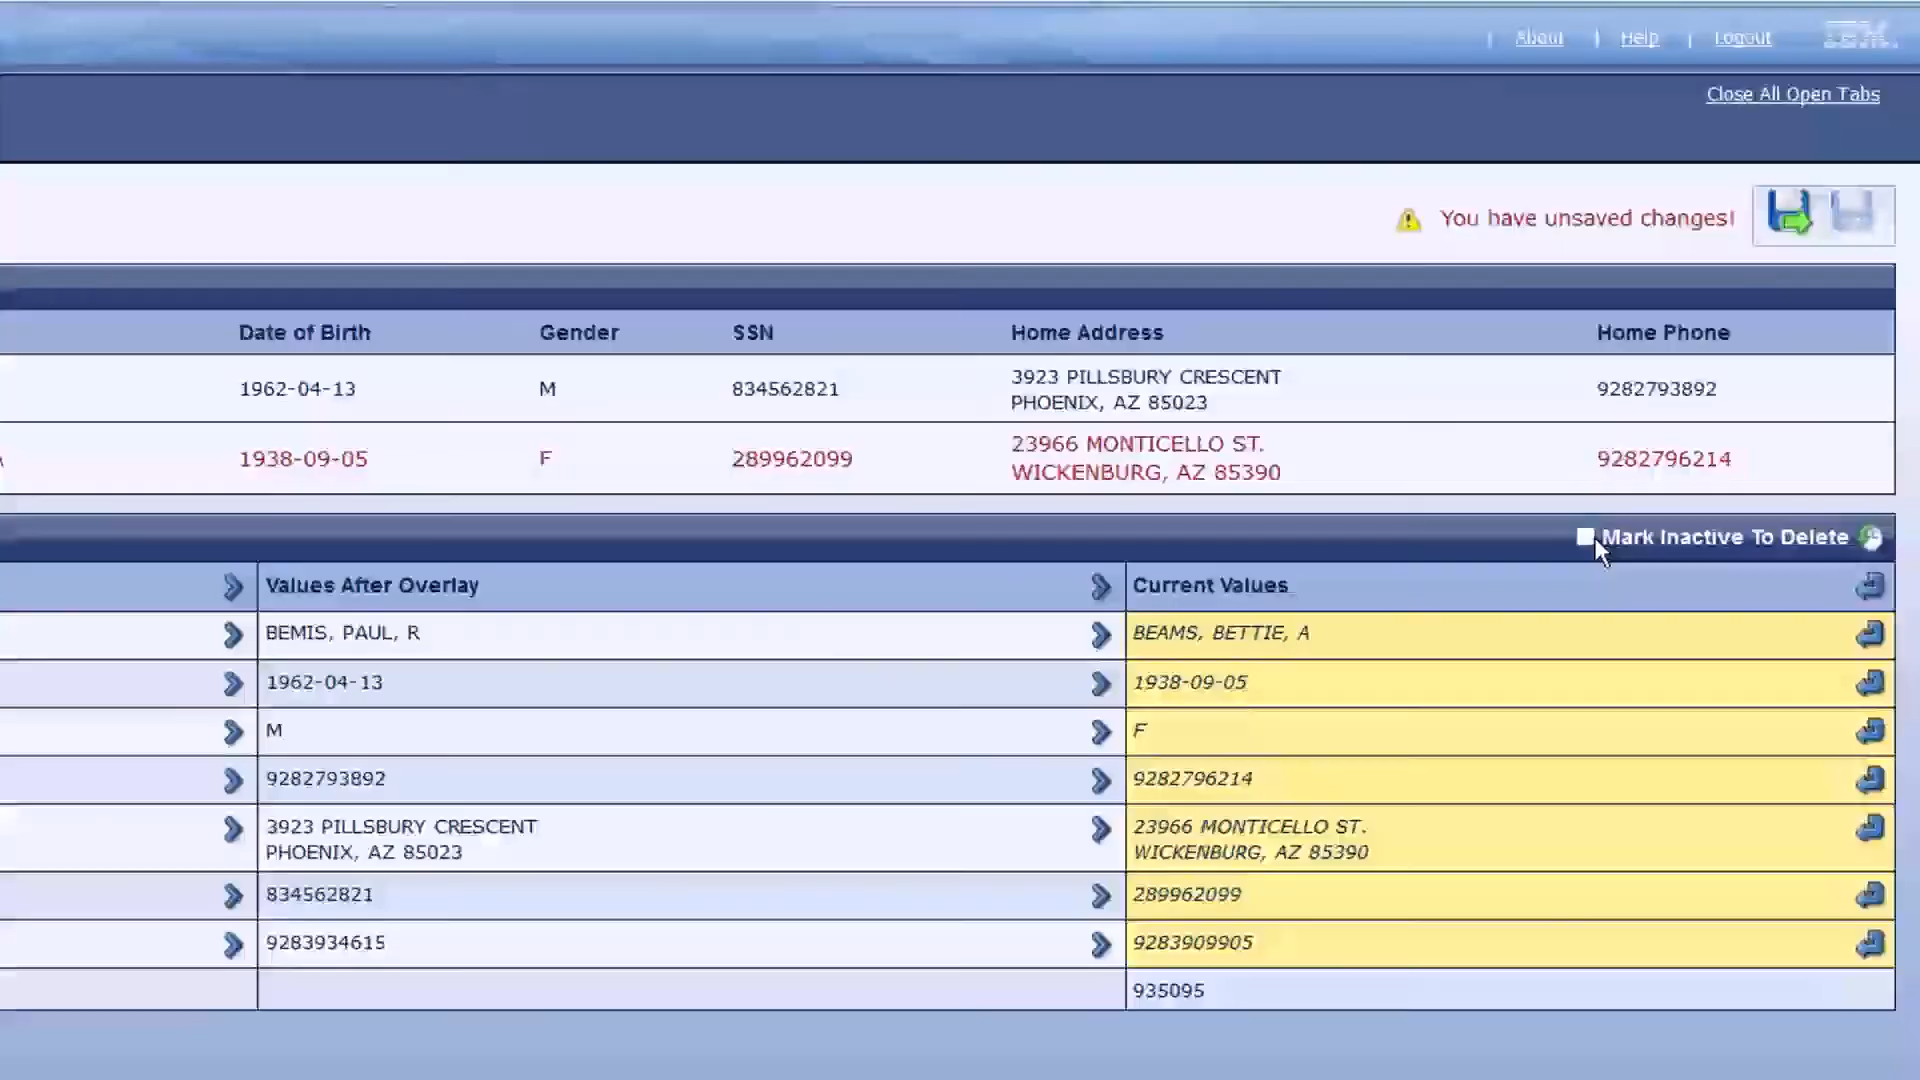 About
Help
Logout
IBM.
Close All Open Tabs
You have unsaved changes!
Date of Birth Gender SSN Home Address Home Phone
1962-04-13 M 834562821 3923 PILLSBURY CRESCENT 9282793892
PHOENIX, AZ 85023
1938-09-05 F 289962099 23966 MONTICELLO ST. 9282796214
WICKENBURG, AZ 85390
Mark Inactive To Delete
Values After Overlay Current Values
BEMIS, PAUL, R BEAMS, BETTIE, A
1962-04-13 1938-09-05
M F
9282793892 9282796214
3923 PILLSBURY CRESCENT 23966 MONTICELLO ST.
PHOENIX, AZ 85023 WICKENBURG, AZ 85390
834562821 289962099
9283934615 9283909905
935095